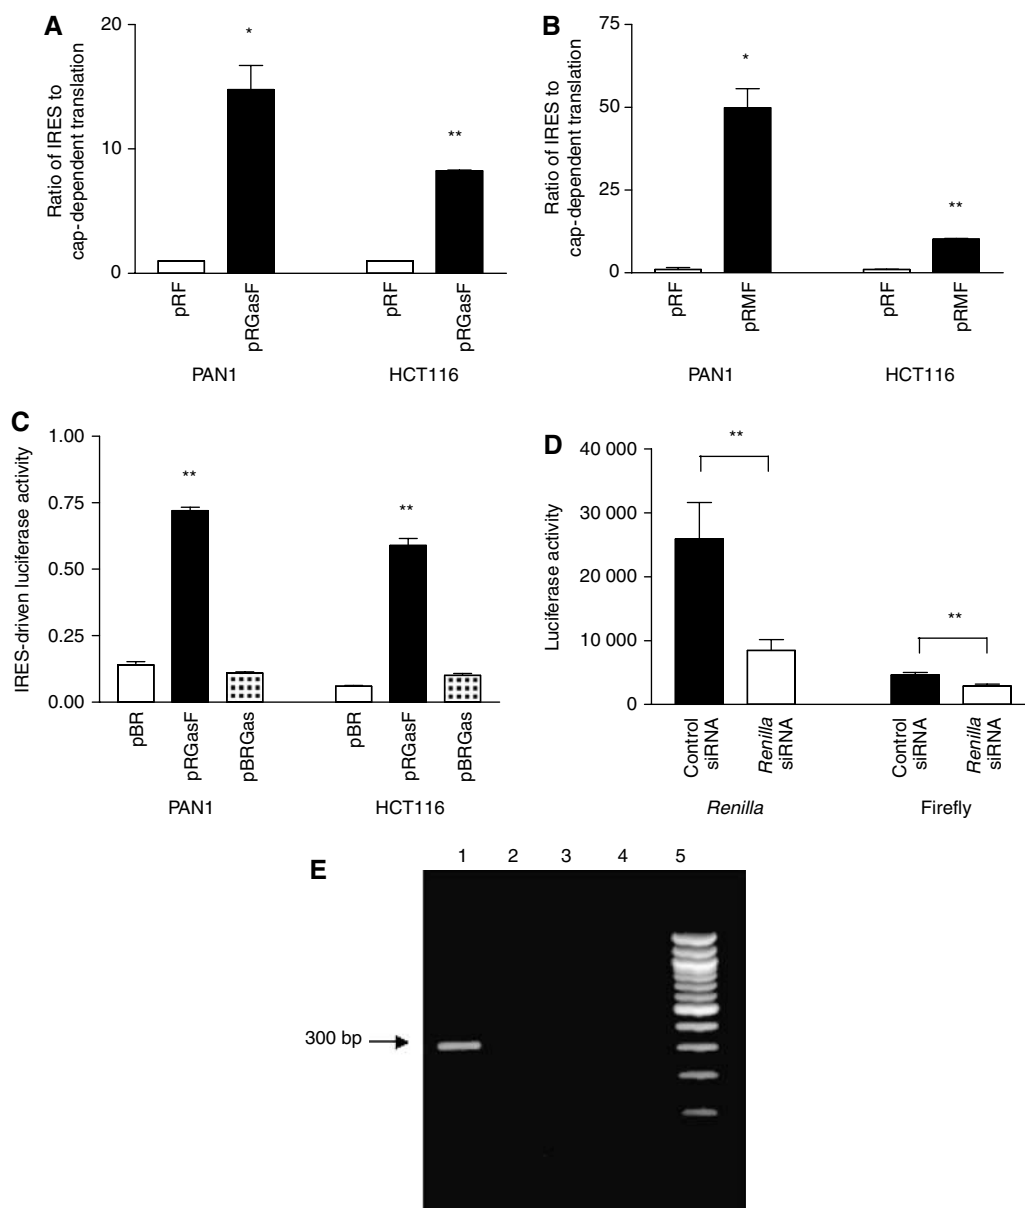 A
Ratio of IRES to
cap-dependent translation
20
10
0
*
**
pRF
pRGasF
pRF
pRGasF
PAN1
HCT116
B
Ratio of IRES to
cap-dependent translation
75
50
25
0
*
**
pRF
pRMF
pRF
pRMF
PAN1
HCT116
C
IRES-driven luciferase activity
1.00
0.75
0.50
0.25
0.00
**
**
pBR
pRGasF
pBRGas
pBR
pRGasF
pBRGas
PAN1
HCT116
D
Luciferase activity
40 000
30 000
20 000
10 000
0
**
**
Control
siRNA
Renilla
siRNA
Control
siRNA
Renilla
siRNA
Renilla
Firefly
E
1 2 3 4 5
300 bp